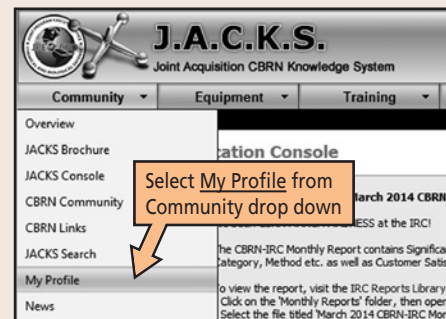 J.A.C.K.S.
Joint Acquisition CBRN Knowledge System
Community Equipment Training
Overview
JACKS Brochure
JACKS Console
CBRN Community
CBRN Links
JACKS Search
My Profile
News
cation Console
Select My Profile from
Community drop down
March 2014 CBRN
NESS at the IRC!
he CBRN-IRC Monthly Report contains Significa
Category, Method etc. as well as Customer Satis
o view the report, visit the IRC Reports Library
Click on the 'Monthly Reports' folder, then open
Select the file titled 'March 2014 CBRN-IRC Mor